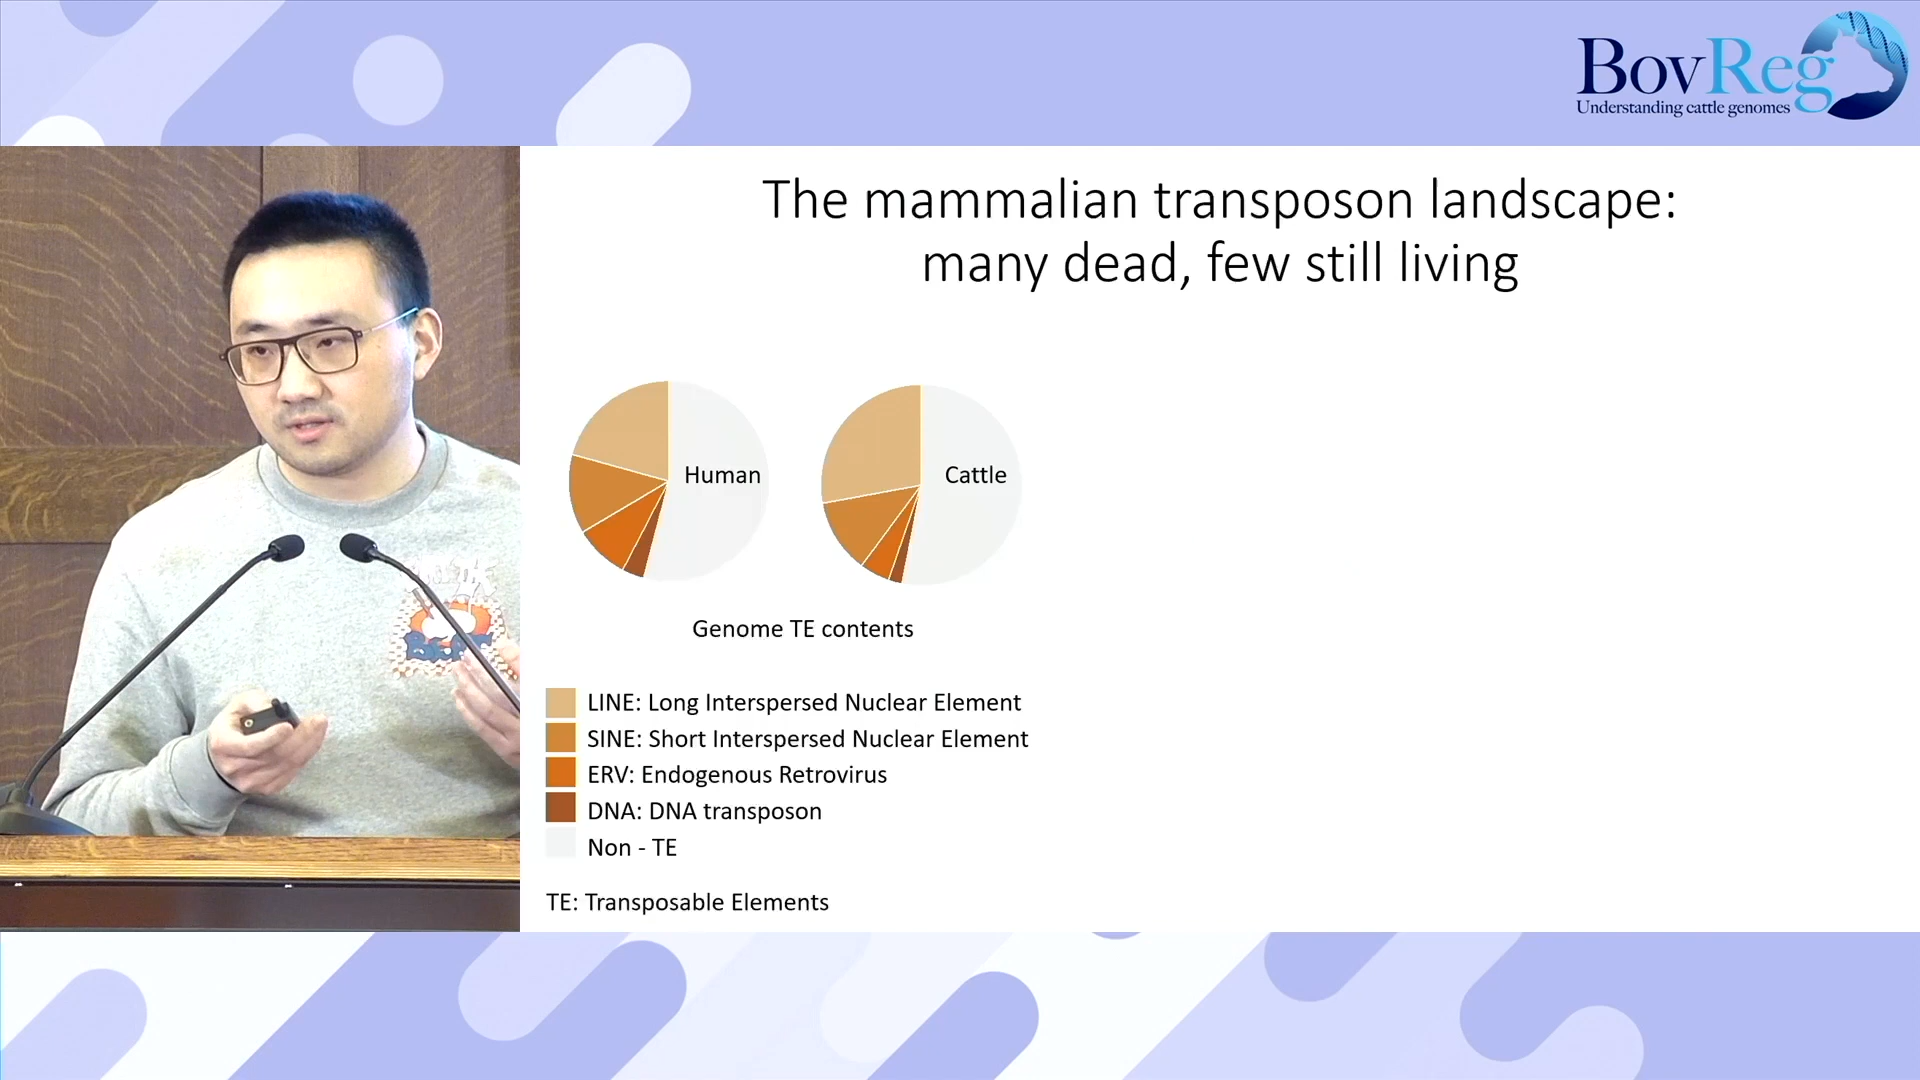 BovReg
Understanding cattle genomes
The mammalian transposon landscape:
many dead, few still living
Human
Cattle
Genome TE contents
LINE: Long Interspersed Nuclear Element
SINE: Short Interspersed Nuclear Element
ERV: Endogenous Retrovirus
DNA: DNA transposon
Non - TE
TE: Transposable Elements